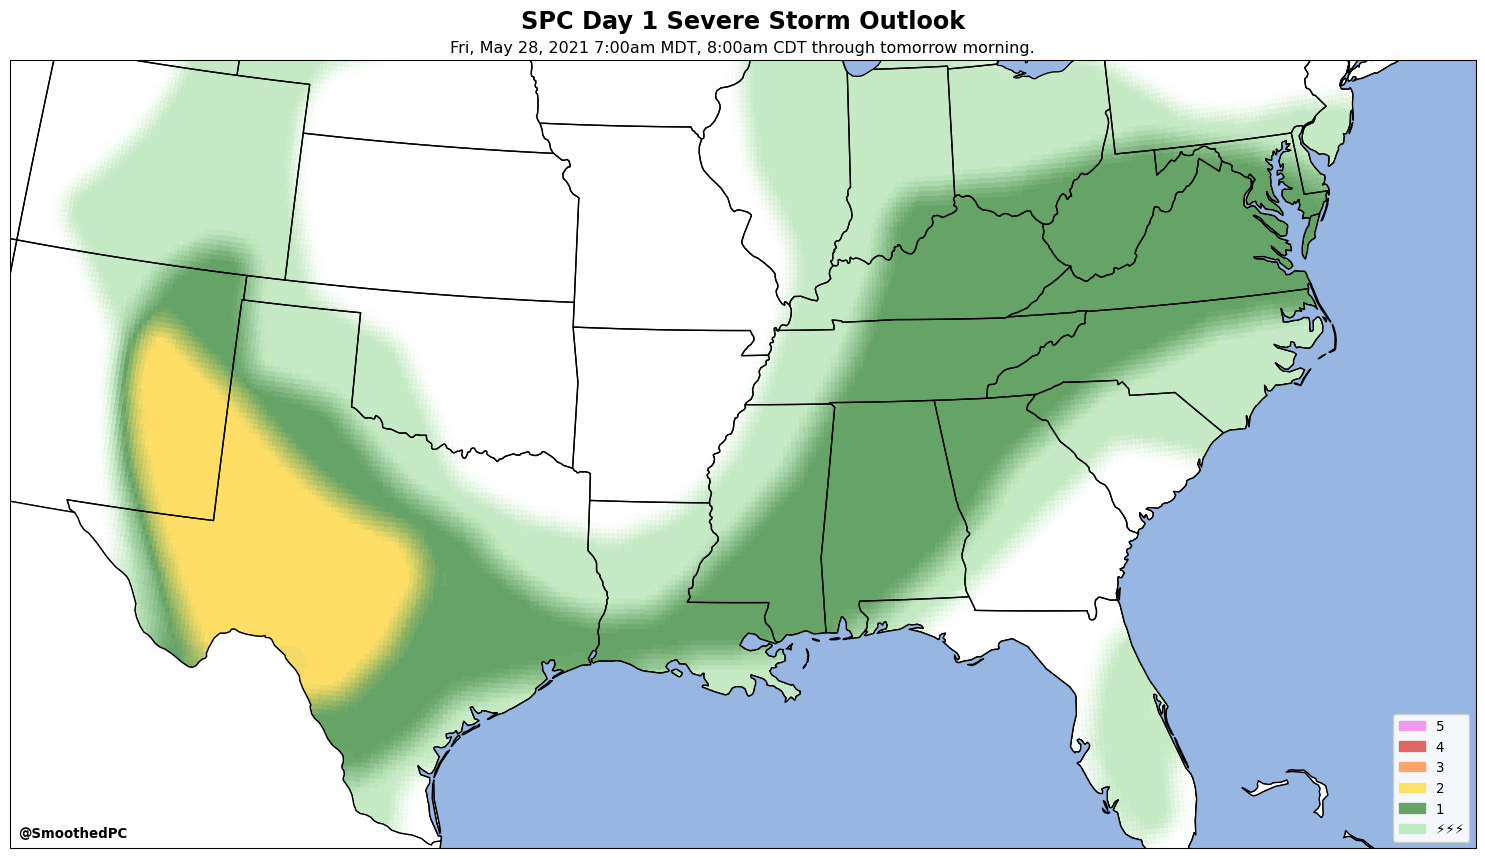 SPC Day 1 Severe Storm Outlook
Fri, May 28, 2021 7:00am MDT, 8:00am CDT through tomorrow morning.
5
4
3
2
1
⚡⚡⚡
@SmoothedPC